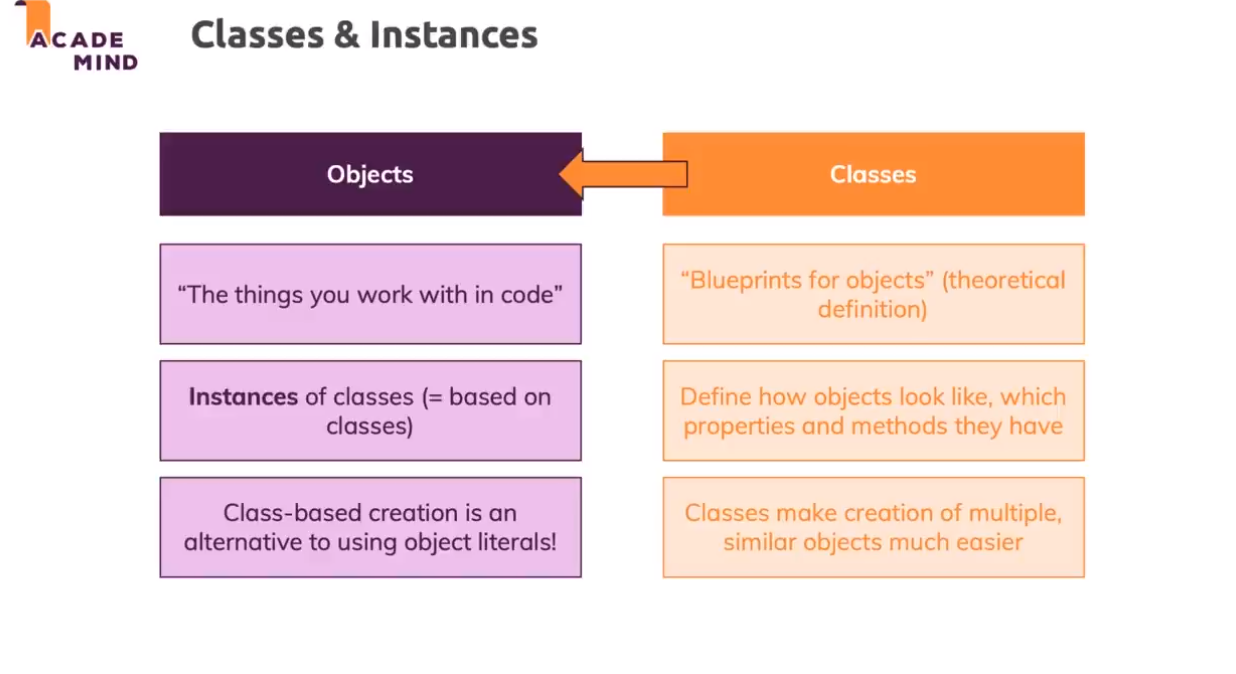 ACADE
MIND
Classes & Instances
Objects
Classes
“The things you work with in code”
“Blueprints for objects” (theoretical
definition)
Instances of classes (= based on
classes)
Define how objects look like, which
properties and methods they have
Class-based creation is an
alternative to using object literals!
Classes make creation of multiple,
similar objects much easier